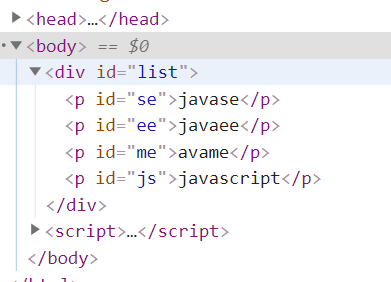 ▶<head>…</head>
⋯▼<body> == $0
▼<div id="list">
<p id="se">javase</p>
<p id="ee">javaee</p>
<p id="me">avame</p>
<p id="js">javascript</p>
</div>
▶<script>…</script>
</body>